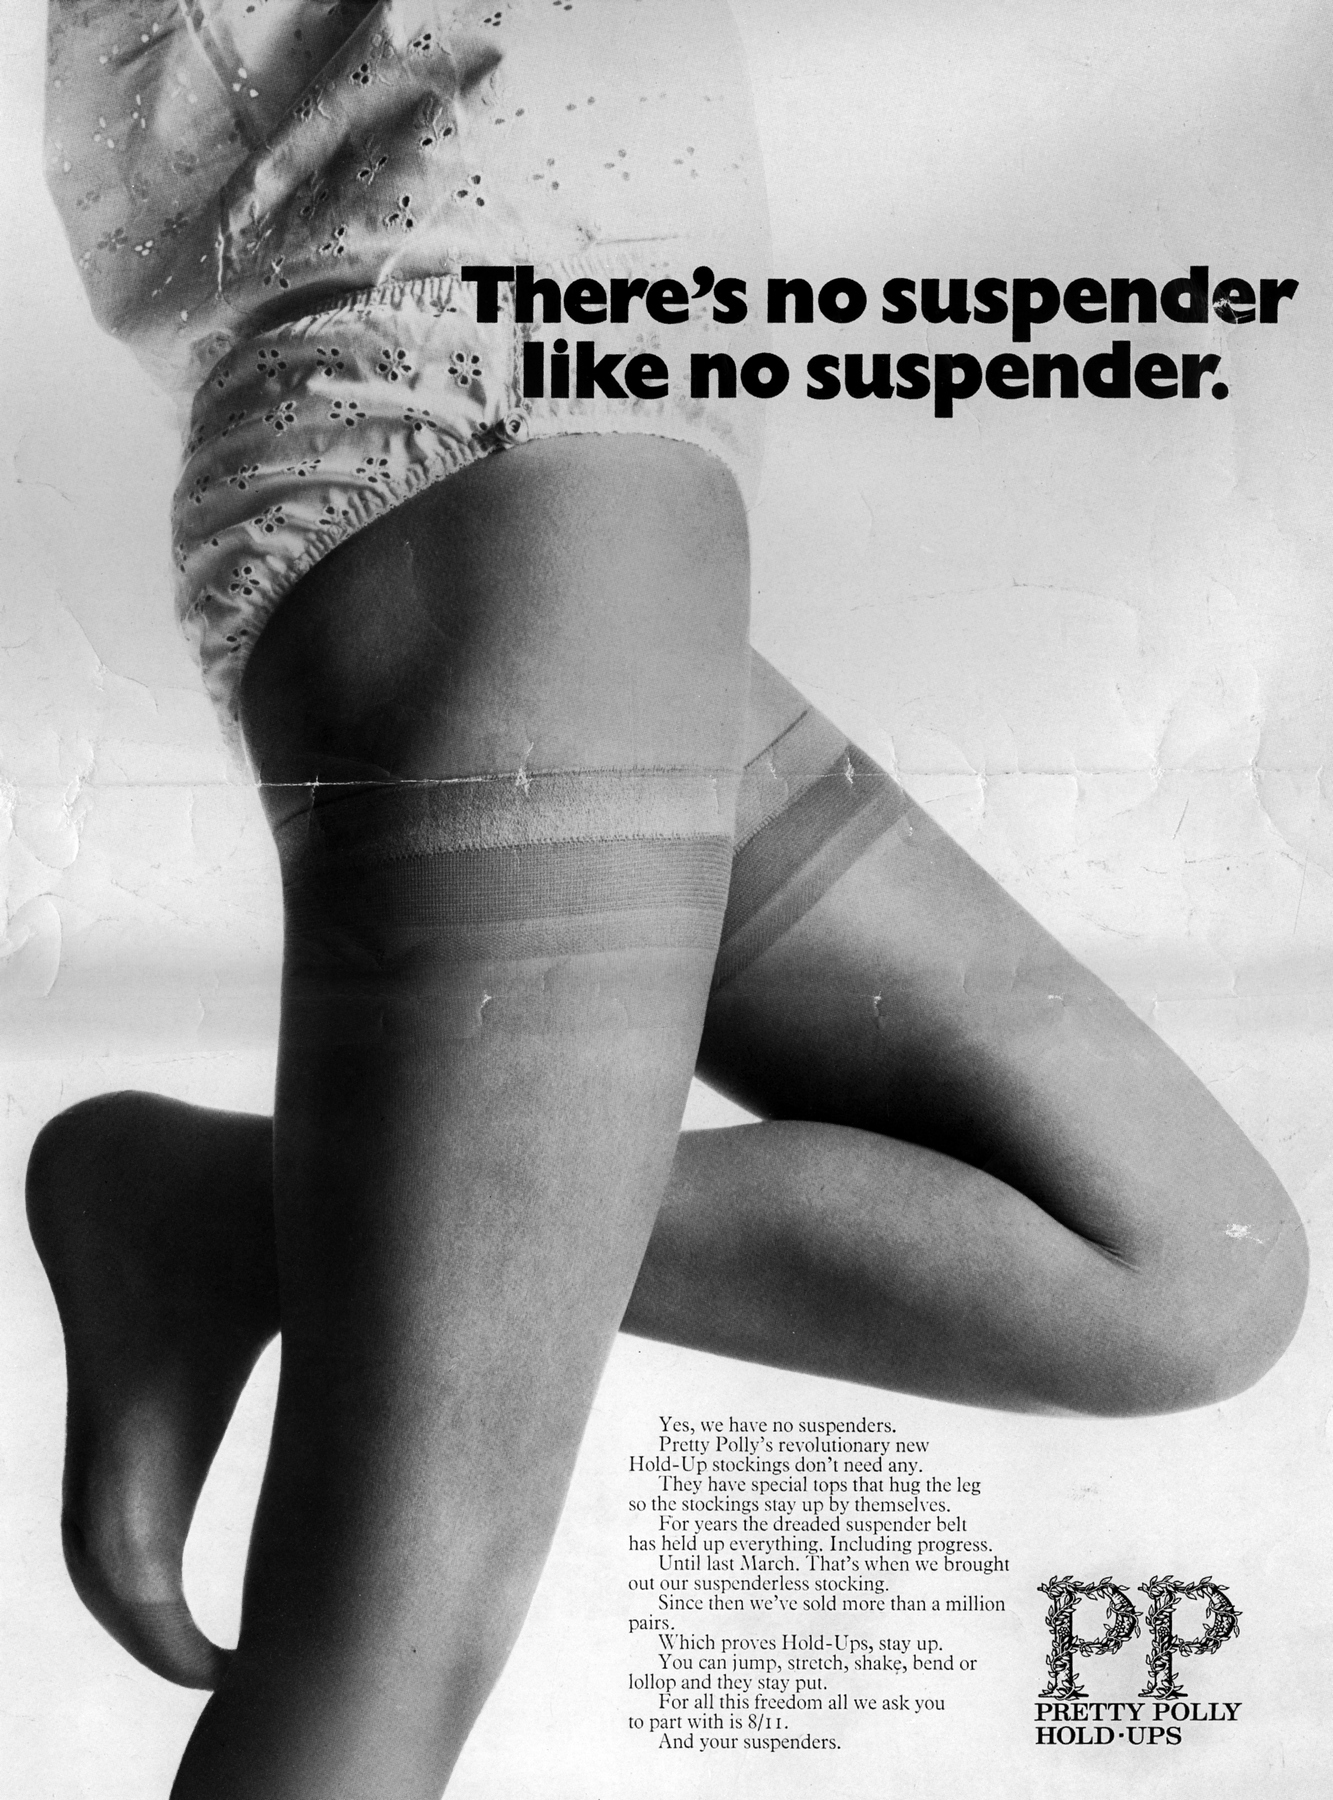 There's no suspender
like no suspender.
Yes, we have no suspenders.
Pretty Polly's revolutionary new
Hold-Up stockings don't need any.
They have special tops that hug the leg
so the stockings stay up by themselves.
For years the dreaded suspender belt
has held up everything. Including progress.
Until last March. That's when we brought
out our suspenderless stocking.
Since then we've sold more than a million
pairs.
Which proves Hold-Ups, stay up.
You can jump, stretch, shake, bend or
lollop and they stay put.
For all this freedom all we ask you
to part with is 8/11.
And your suspenders.
PP
PRETTY POLLY
HOLD·UPS